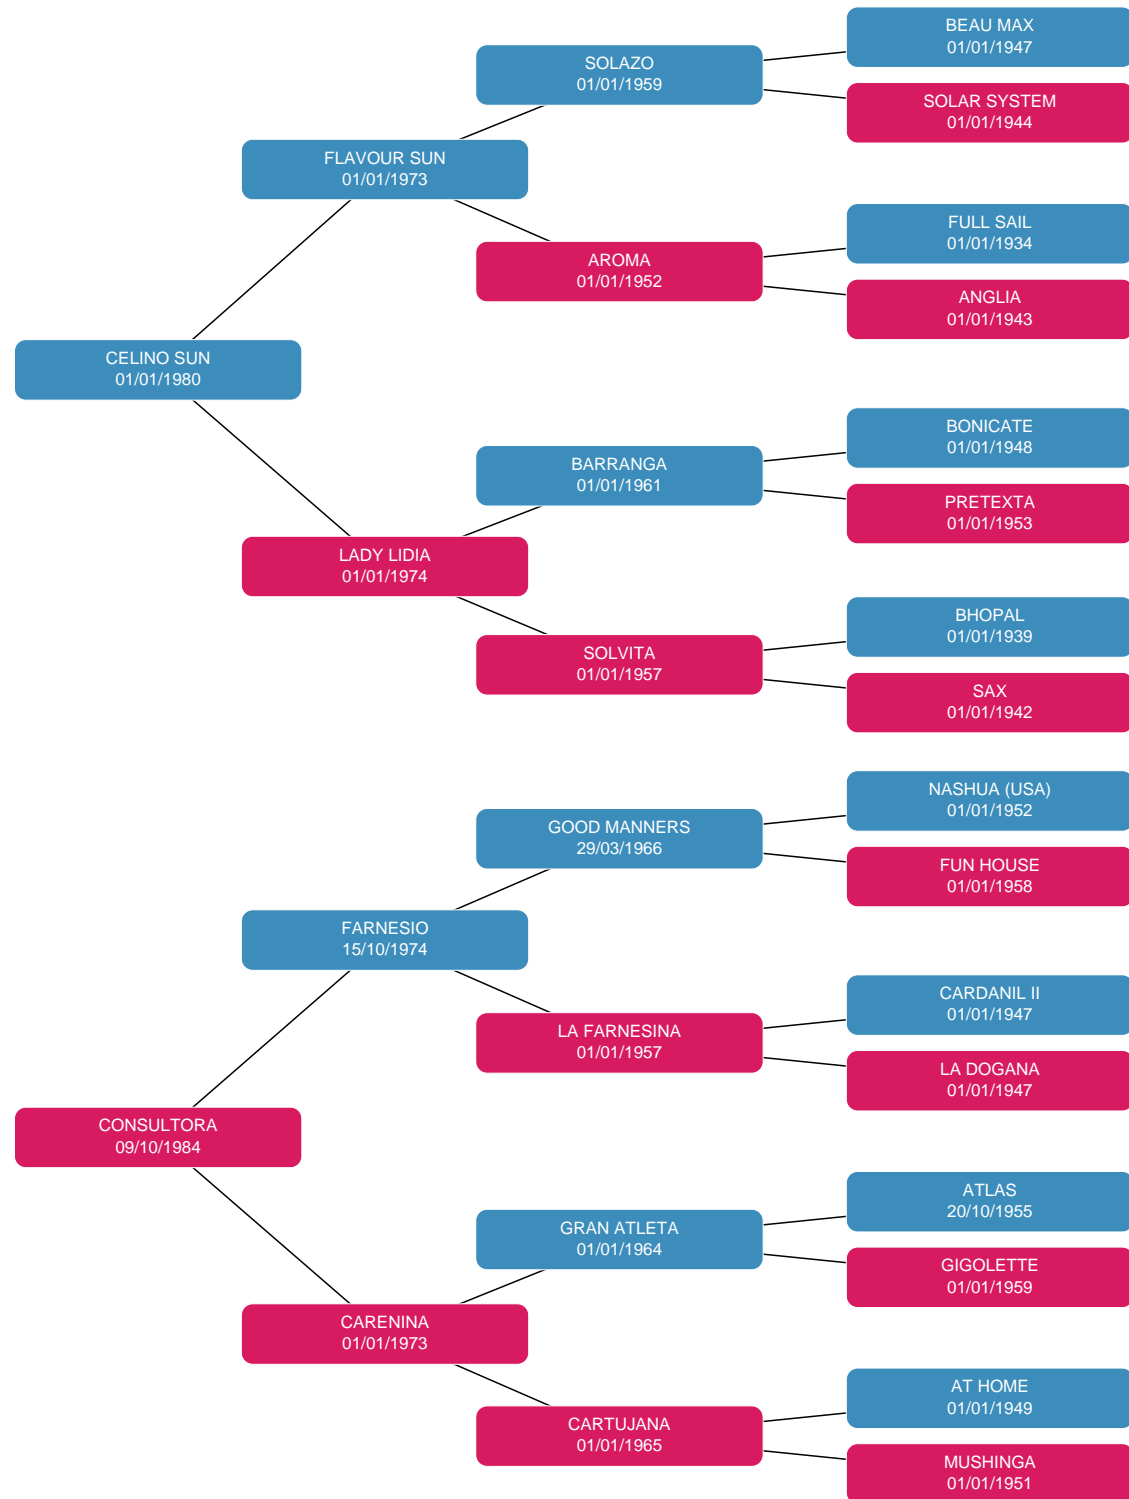 BEAU MAX
01/01/1947
SOLAZO
01/01/1959
SOLAR SYSTEM
01/01/1944
FLAVOUR SUN
01/01/1973
FULL SAIL
01/01/1934
AROMA
01/01/1952
ANGLIA
01/01/1943
CELINO SUN
01/01/1980
BONICATE
01/01/1948
BARRANGA
01/01/1961
PRETEXTA
01/01/1953
LADY LIDIA
01/01/1974
BHOPAL
01/01/1939
SOLVITA
01/01/1957
SAX
01/01/1942
NASHUA (USA)
01/01/1952
GOOD MANNERS
29/03/1966
FUN HOUSE
01/01/1958
FARNESIO
15/10/1974
CARDANIL II
01/01/1947
LA FARNESINA
01/01/1957
LA DOGANA
01/01/1947
CONSULTORA
09/10/1984
ATLAS
20/10/1955
GRAN ATLETA
01/01/1964
GIGOLETTE
01/01/1959
CARENINA
01/01/1973
AT HOME
01/01/1949
CARTUJANA
01/01/1965
MUSHINGA
01/01/1951